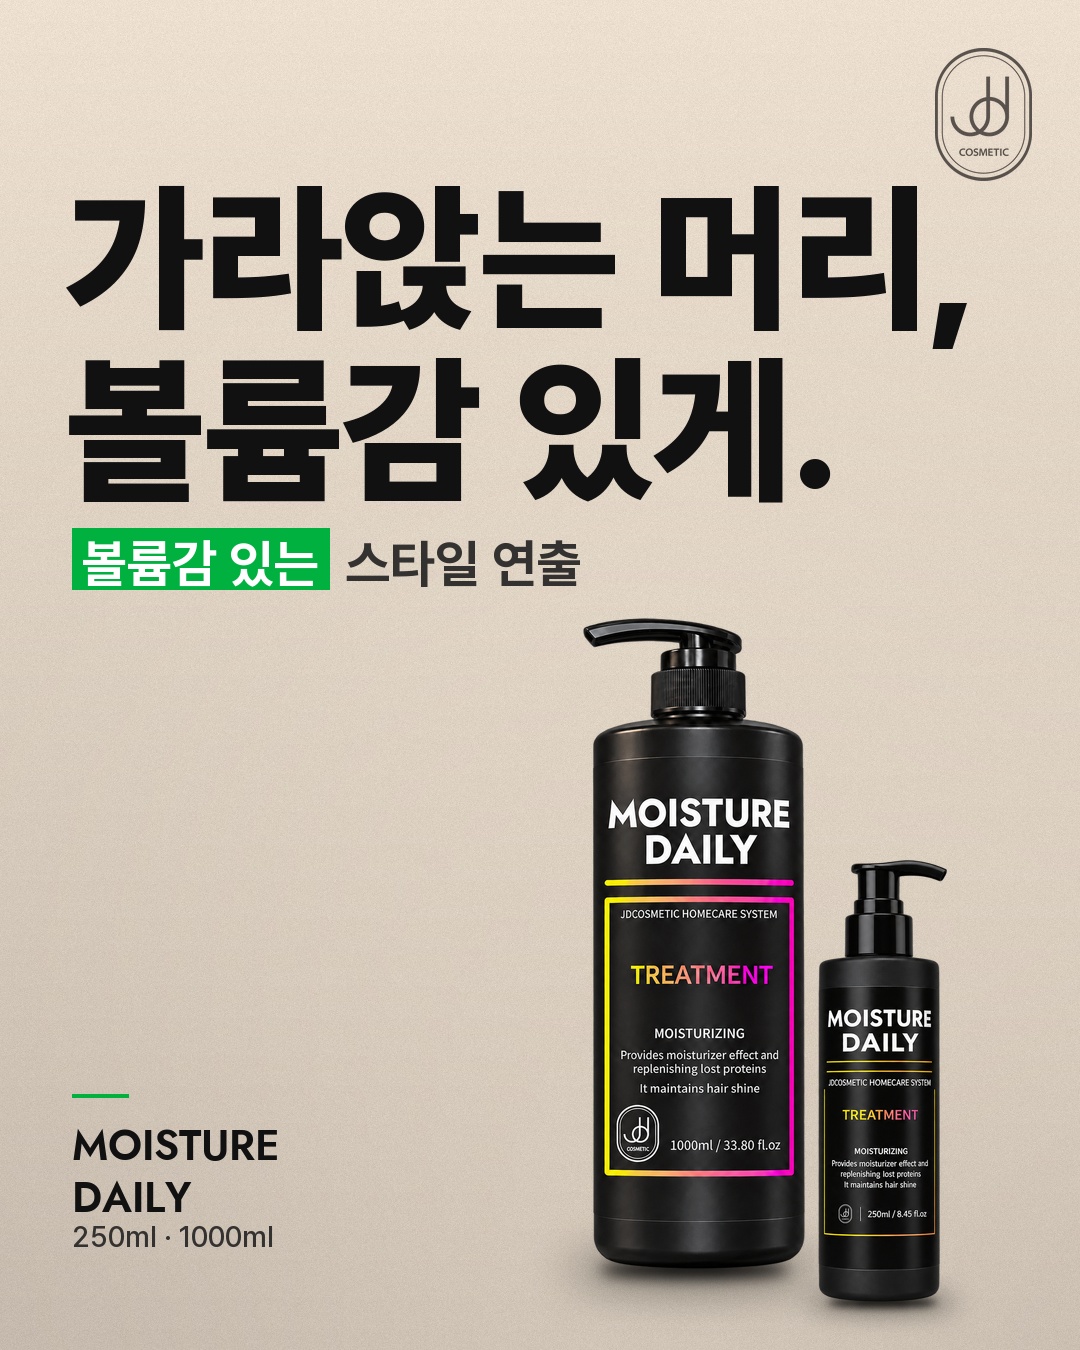 JD
COSMETIC
가라앉는 머리,
볼륨감 있게.
볼륨감 있는 스타일 연출
MOISTURE
DAILY
JDCOSMETIC HOMECARE SYSTEM
TREATMENT
MOISTURIZING
Provides moisturizer effect and
replenishing lost proteins
It maintains hair shine
JD
COSMETIC
1000ml / 33.80 fl.oz
MOISTURE
DAILY
JDCOSMETIC HOMECARE SYSTEM
TREATMENT
MOISTURIZING
Provides moisturizer effect and
replenishing lost proteins
It maintains hair shine
250ml / 8.45 fl.oz
MOISTURE
DAILY
250ml · 1000ml